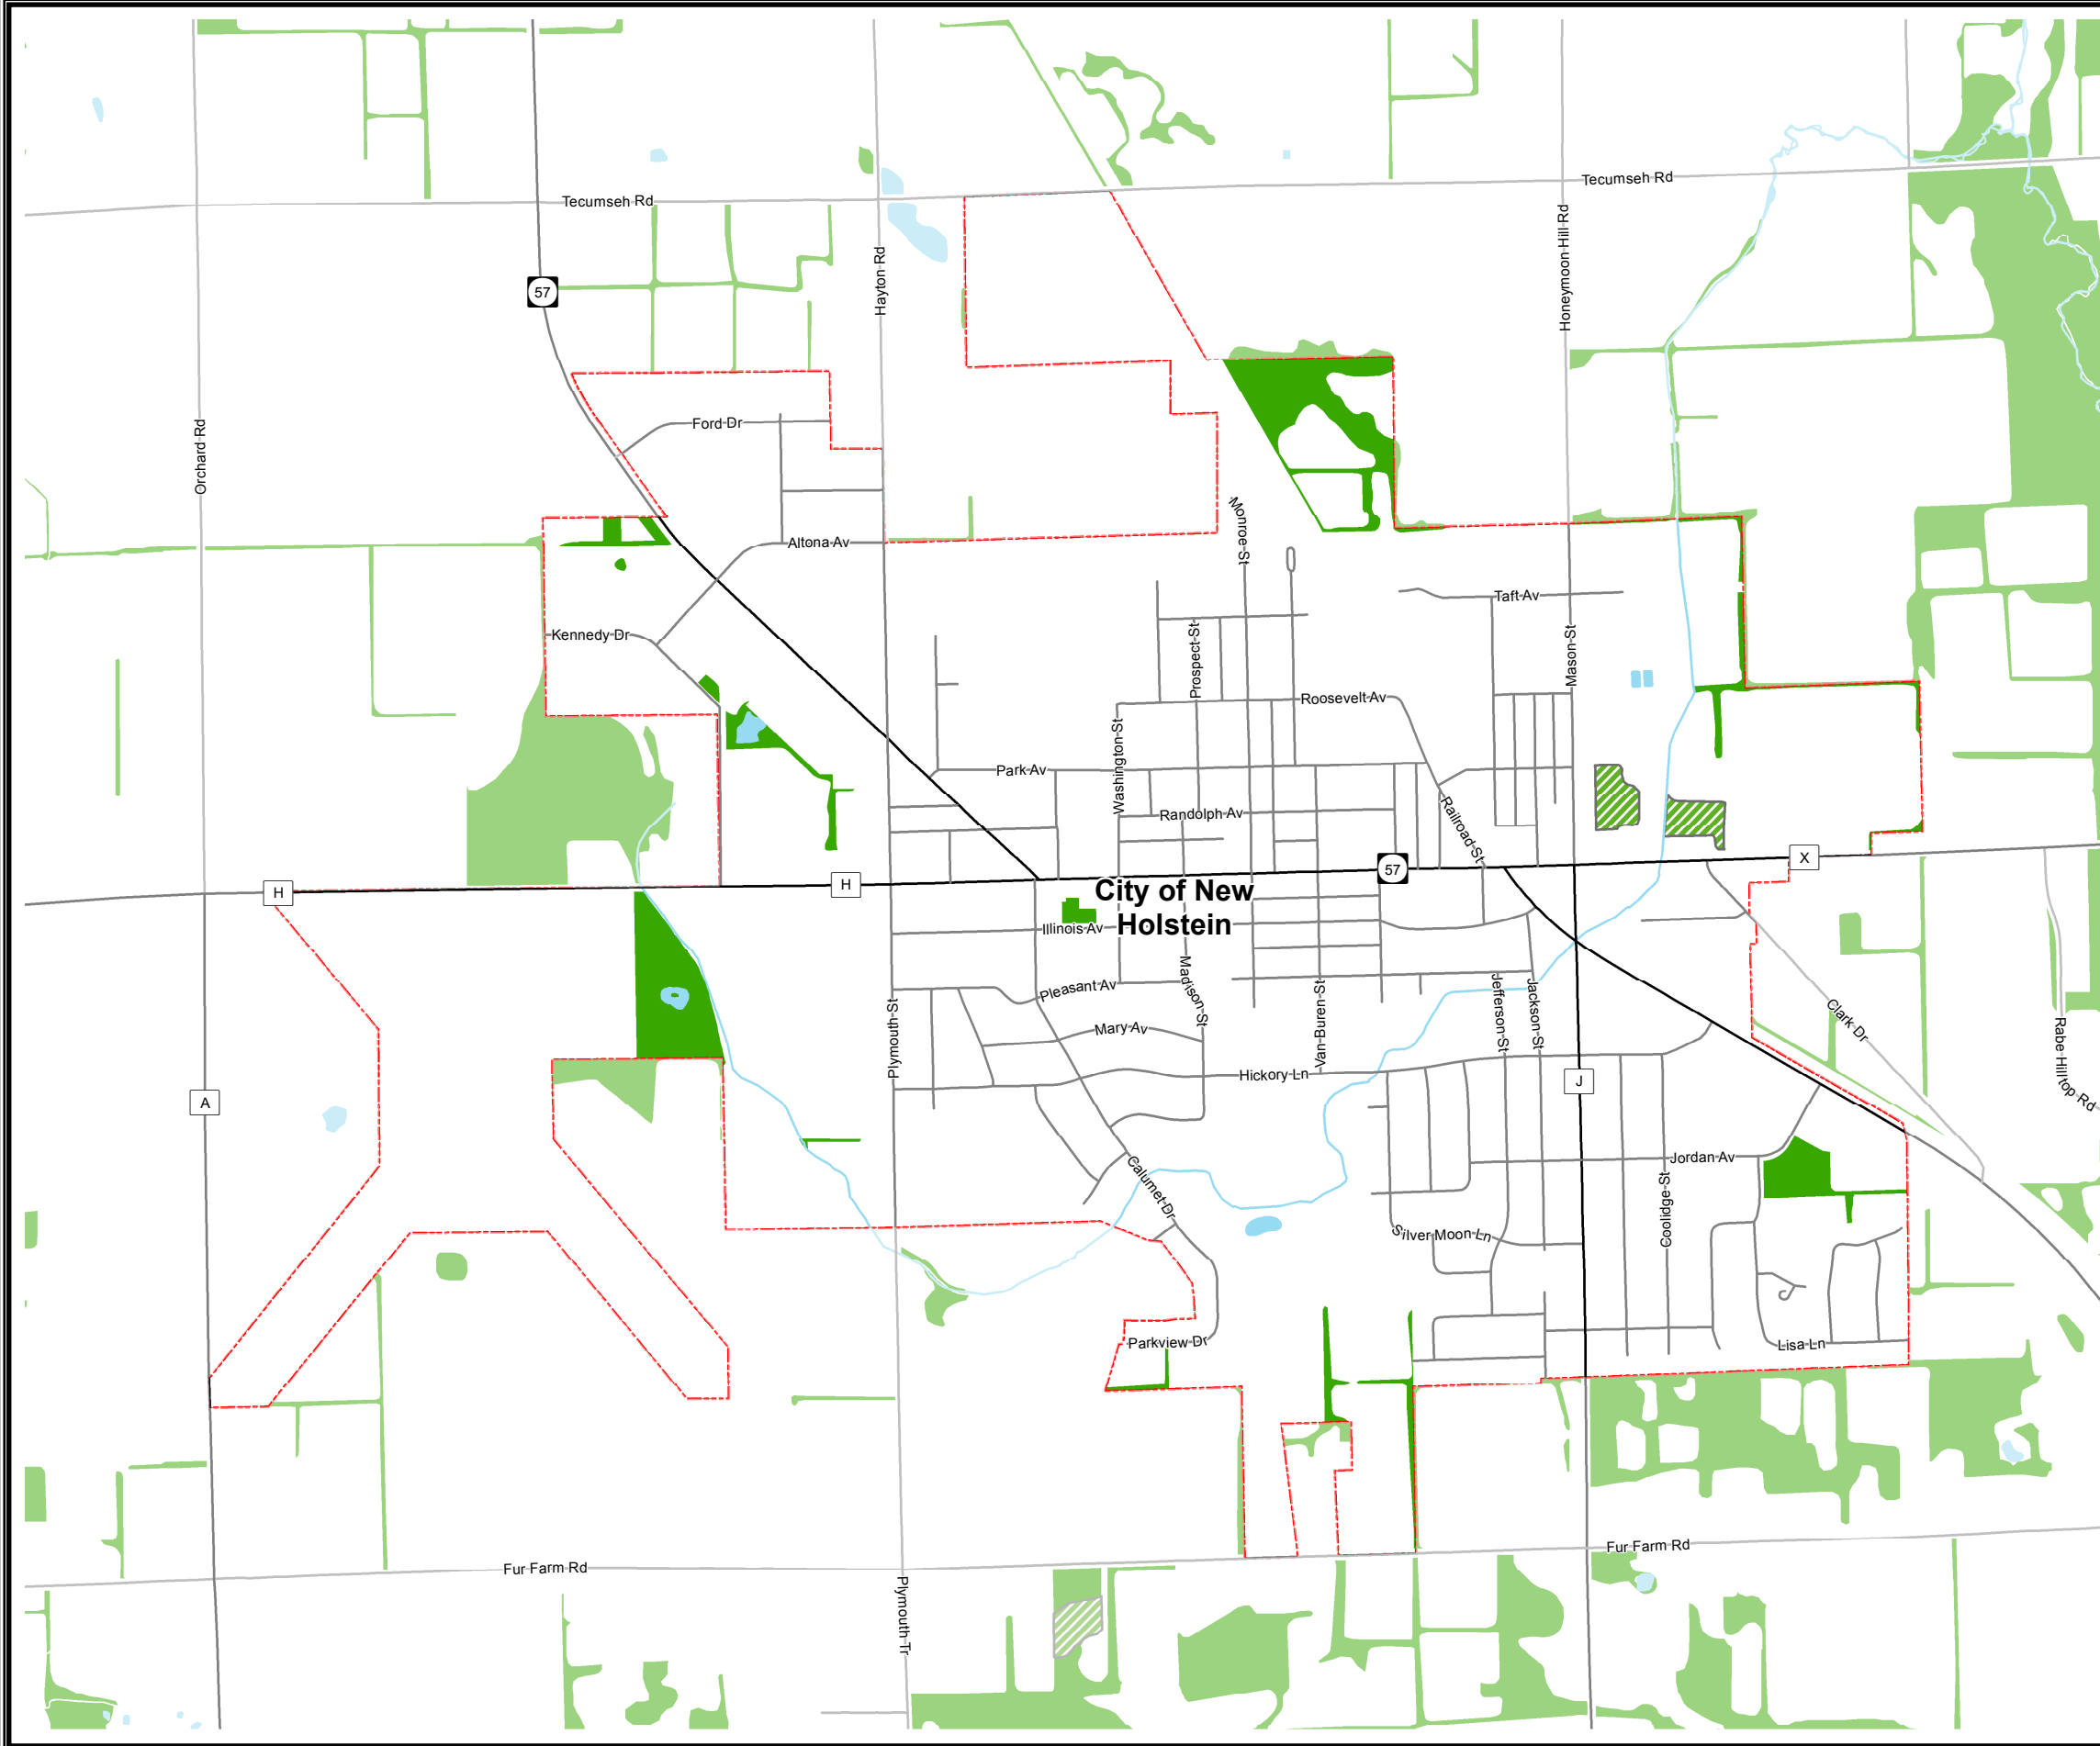 Tecumseh Rd
Tecumseh Rd
Hayton Rd
Honeymoon Hill Rd
57
Orchard Rd
Ford Dr
Monroe St
Altona Av
Taft Av
Kennedy Dr
Prospect St
Mason St
Roosevelt Av
Washington St
Park Av
Randolph Av
Railroad St
57
X
H
H
City of New
Holstein
Illinois Av
Madison St
Pleasant Av
Jefferson St
Jackson St
Van Buren St
Plymouth St
Mary Av
Clark Dr
Rabe Hill top Rd
Hickory Ln
J
A
Jordan Av
Calumet Dr
Coolidge St
Silver Moon Ln
Parkview Dr
Lisa Ln
Fur Farm Rd
Fur Farm Rd
Plymouth Tr